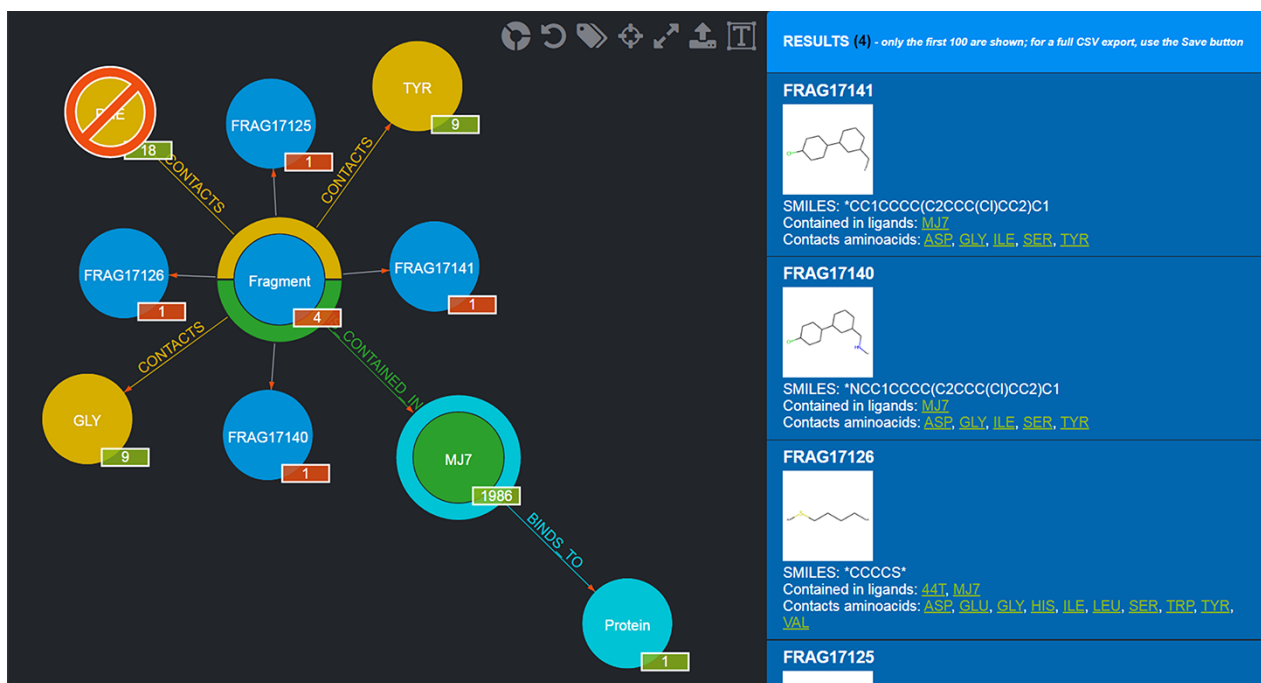 TYR
9
18
CONTACTS
FRAG17125
1
CONTACTS
FRAG17126
1
Fragment
4
FRAG17141
1
CONTACTS
GLY
9
FRAG17140
1
CONTAINED_IN
MJ7
1986
BINDS_TO
Protein
1
RESULTS (4) - only the first 100 are shown; for a full CSV export, use the Save button
FRAG17141
SMILES: *CC1CCCC(C2CCC(Cl)CC2)C1
Contained in ligands: MJ7
Contacts aminoacids: ASP, GLY, ILE, SER, TYR
FRAG17140
SMILES: *NCC1CCCC(C2CCC(Cl)CC2)C1
Contained in ligands: MJ7
Contacts aminoacids: ASP, GLY, ILE, SER, TYR
FRAG17126
SMILES: *CCCCS*
Contained in ligands: 44T, MJ7
Contacts aminoacids: ASP, GLU, GLY, HIS, ILE, LEU, SER, TRP, TYR,
VAL
FRAG17125